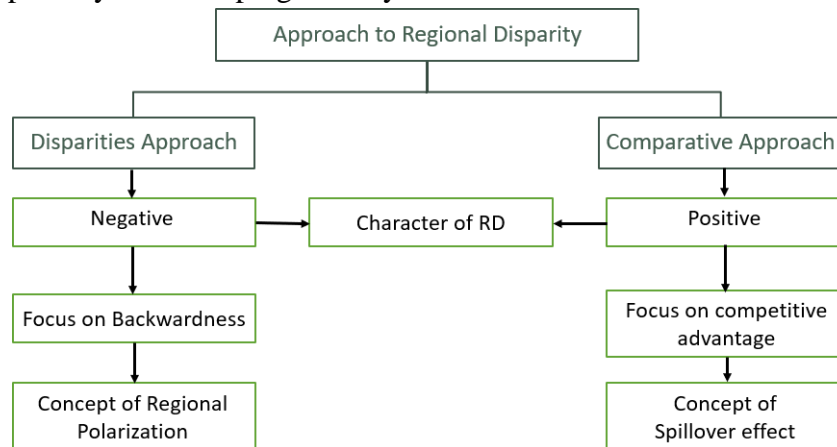 Approach to Regional Disparity
Disparities Approach
Comparative Approach
Negative
Character of RD
Positive
Focus on Backwardness
Focus on competitive
advantage
Concept of Regional
Polarization
Concept of
Spillover effect